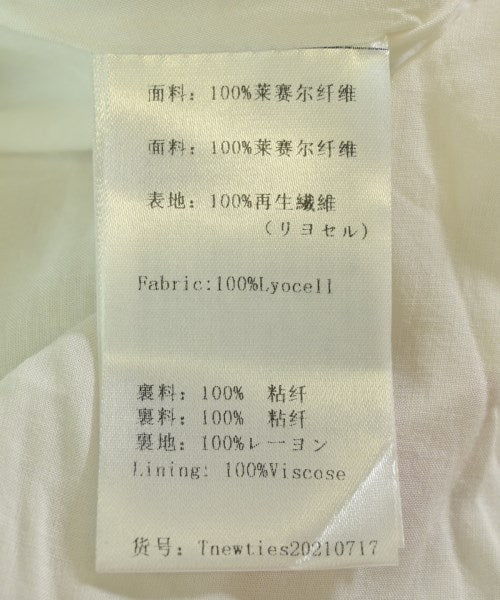 面料: 100%莱赛尔纤维
面料: 100%莱赛尔纤维
表地: 100%再生繊維
(リヨセル)
Fabric:100%Lyocell
裏料: 100% 粘纤
裏料: 100% 粘纤
裏地: 100%レーヨン
Lining: 100%Viscose
货号: Tnewties20210717